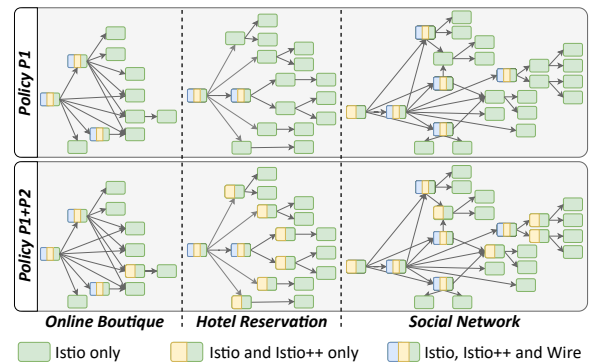 Policy P1
Policy P1+P2
Online Boutique
Hotel Reservation
Social Network
Istio only
Istio and Istio++ only
Istio, Istio++ and Wire